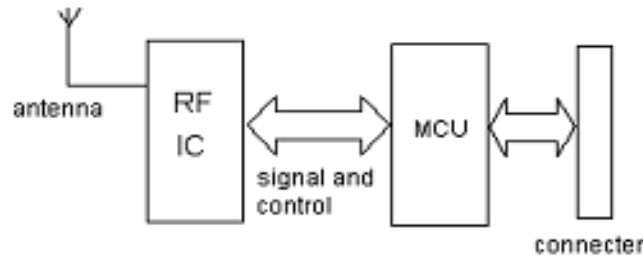 antenna
RF
IC
signal and
control
MCU
connecter